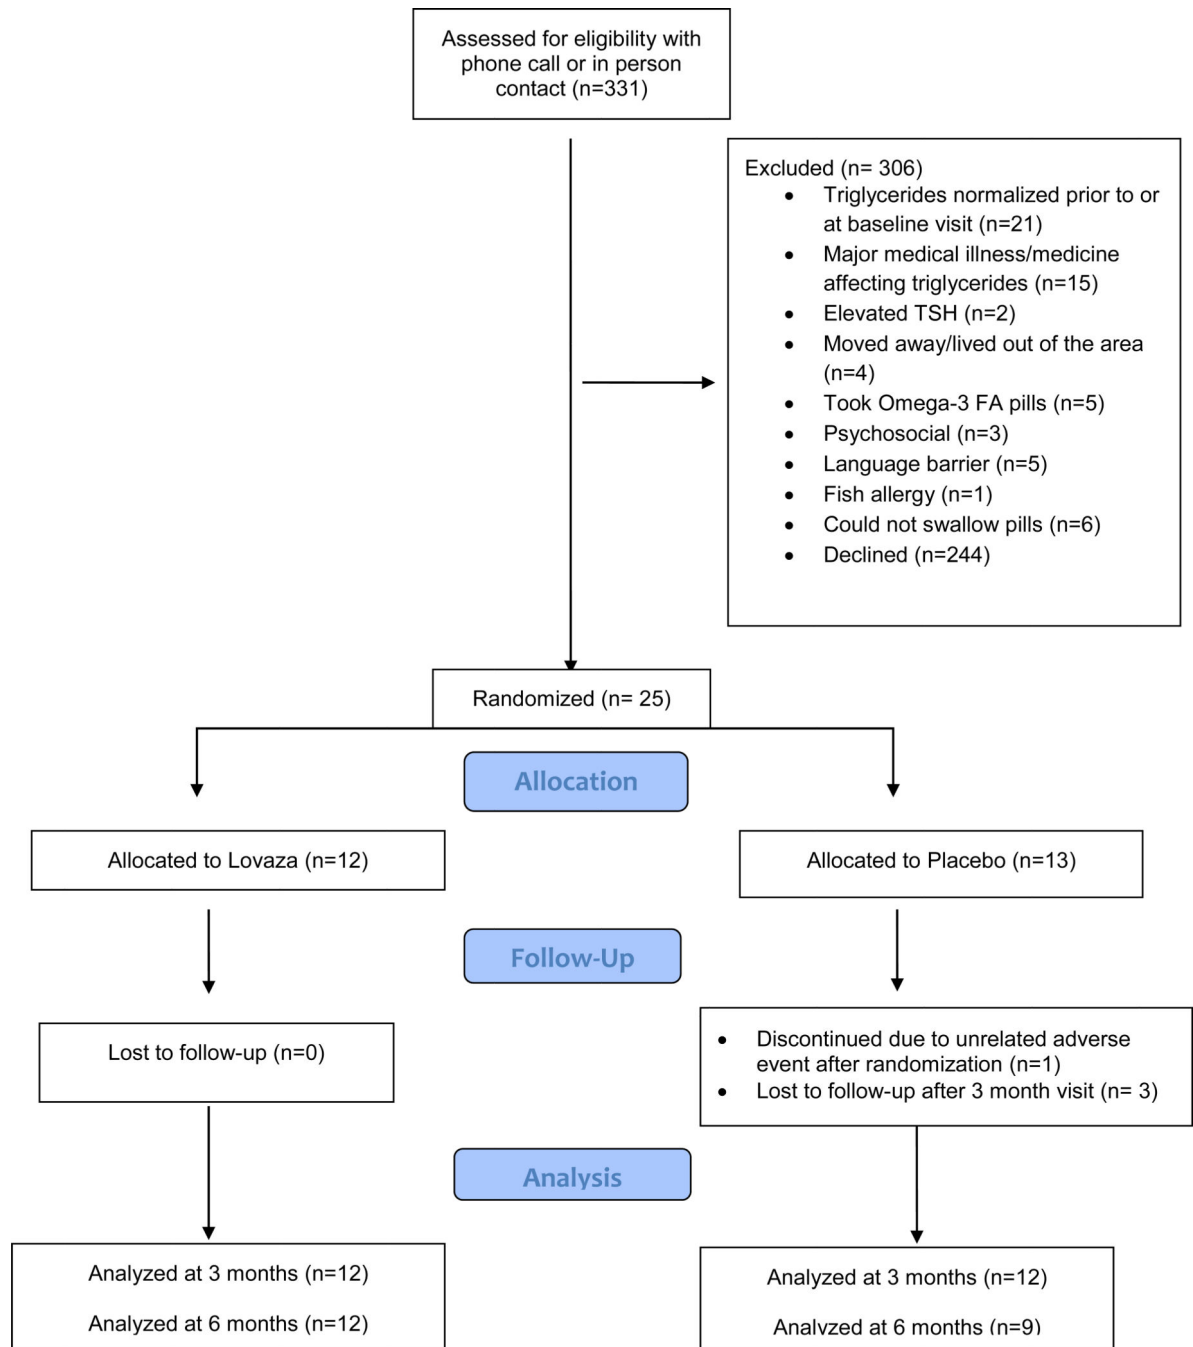 Assessed for eligibility with
phone call or in person
contact (n=331)
Excluded (n= 306)
• Triglycerides normalized prior to or
at baseline visit (n=21)
• Major medical illness/medicine
affecting triglycerides (n=15)
• Elevated TSH (n=2)
• Moved away/lived out of the area
(n=4)
• Took Omega-3 FA pills (n=5)
• Psychosocial (n=3)
• Language barrier (n=5)
• Fish allergy (n=1)
• Could not swallow pills (n=6)
• Declined (n=244)
Randomized (n= 25)
Allocation
Allocated to Lovaza (n=12)
Allocated to Placebo (n=13)
Follow-Up
Lost to follow-up (n=0)
• Discontinued due to unrelated adverse
event after randomization (n=1)
• Lost to follow-up after 3 month visit (n= 3)
Analysis
Analyzed at 3 months (n=12)
Analyzed at 6 months (n=12)
Analyzed at 3 months (n=12)
Analyzed at 6 months (n=9)